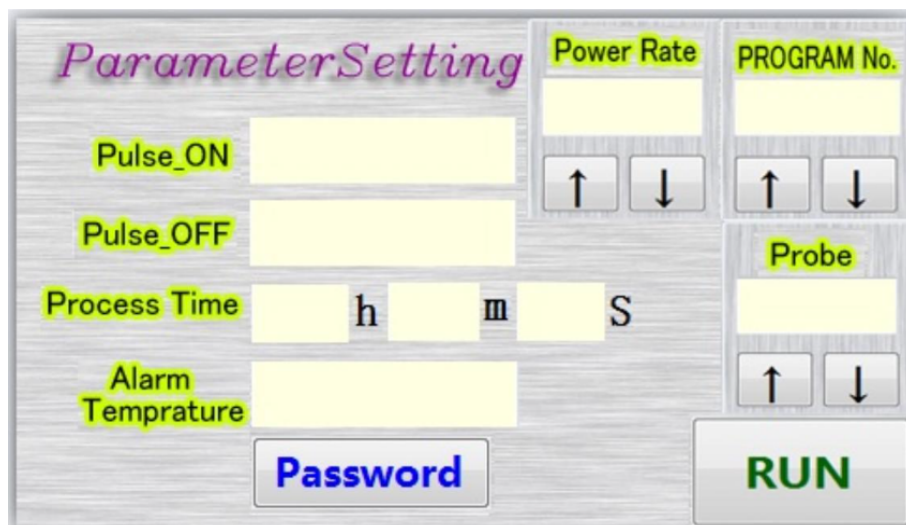 ParameterSetting
Power Rate
PROGRAM No.
Pulse_ON
↑ ↓
↑ ↓
Pulse_OFF
Probe
Process Time h m S
↑ ↓
Alarm
Temprature
Password
RUN